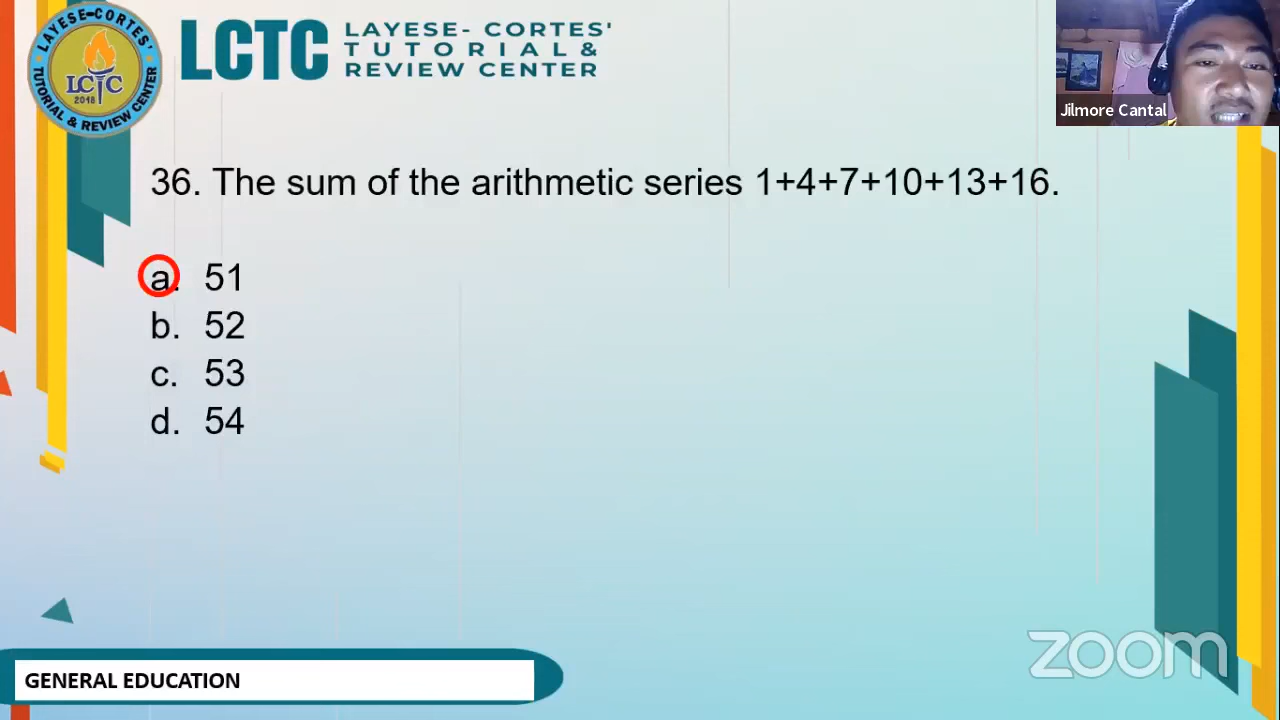 LAYESE-CORTES'
TUTORIAL & REVIEW CENTER
LCTC
2018
LCTC
LAYESE- CORTES'
TUTORIAL &
REVIEW CENTER
Jilmore Cantal
36. The sum of the arithmetic series 1+4+7+10+13+16.
a. 51
b. 52
c. 53
d. 54
zoom
GENERAL EDUCATION